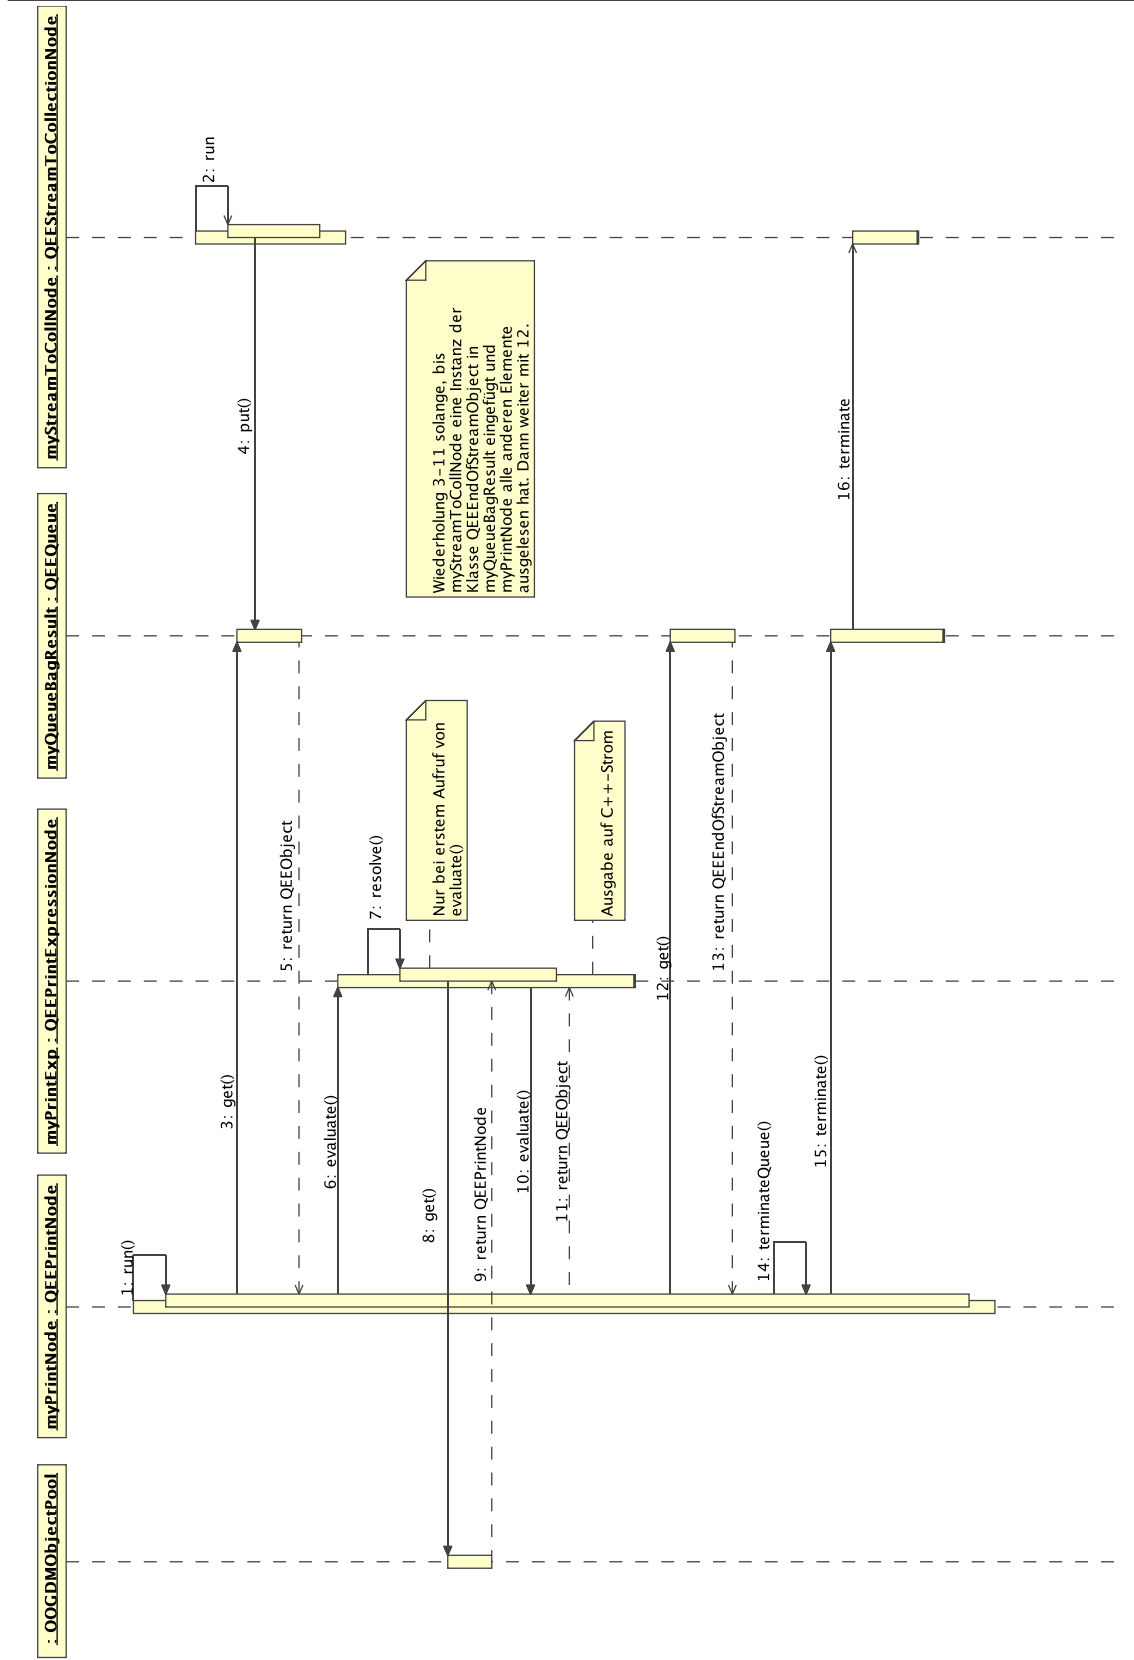 : OOGDMObjectPool
myPrintNode : QEEPrintNode
myPrintExp : QEEPrintExpressionNode
myQueueBagResult : QEEQueue
myStreamToCollNode : QEEStreamToCollectionNode
1: run()
2: run
3: get()
4: put()
5: return QEEObject
6: evaluate()
7: resolve()
Nur bei erstem Aufruf von
evaluate()
Wiederholung 3-11 solange, bis
myStreamToCollNode eine Instanz der
Klasse QEEEndOfStreamObject in
myQueueBagResult eingefügt und
myPrintNode alle anderen Elemente
ausgelesen hat. Dann weiter mit 12.
8: get()
9: return QEEPrintNode
10: evaluate()
11: return QEEObject
Ausgabe auf C++-Strom
12: get()
13: return QEEEndOfStreamObject
14: terminateQueue()
15: terminate()
16: terminate